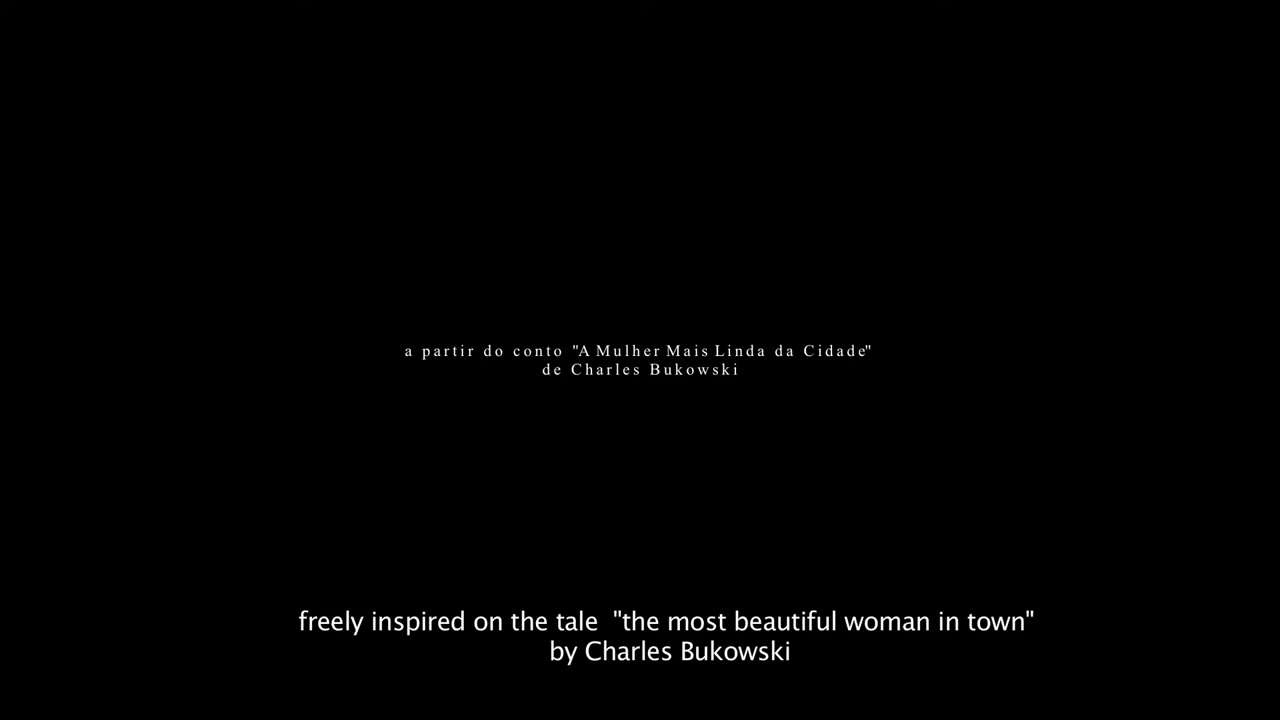 a partir do conto "A Mulher Mais Linda da Cidade"
de Charles Bukowski
freely inspired on the tale  "the most beautiful woman in town"
by Charles Bukowski